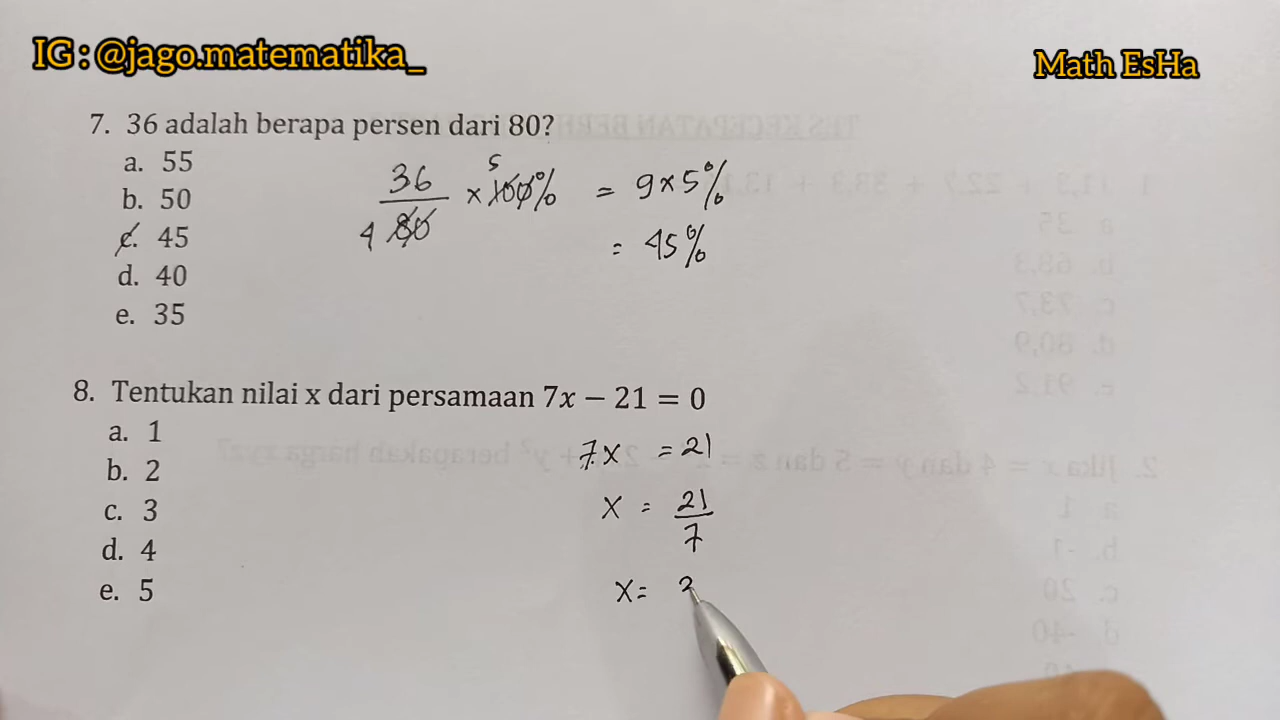 IG : @jago.matematika_
Math EsHa
7. 36 adalah berapa persen dari 80?
a. 55
b. 50
c. 45
d. 40
e. 35
36/80 × 100% = 9 × 5%
5
4
= 45%
8. Tentukan nilai x dari persamaan 7x − 21 = 0
a. 1
b. 2
c. 3
d. 4
e. 5
7x = 21
x = 21/7
x = 3